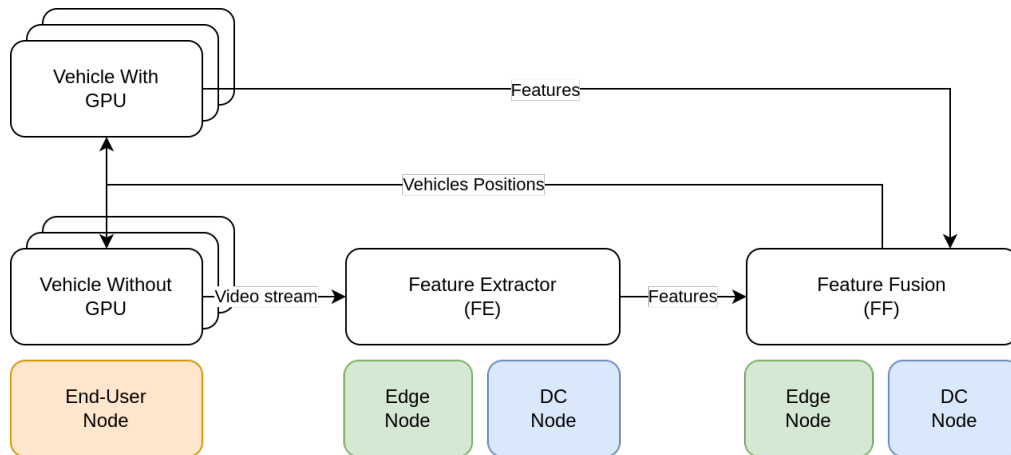 Vehicle With
GPU
Features
Vehicles Positions
Vehicle Without
GPU
Video stream
Feature Extractor
(FE)
Features
Feature Fusion
(FF)
End-User
Node
Edge
Node
DC
Node
Edge
Node
DC
Node